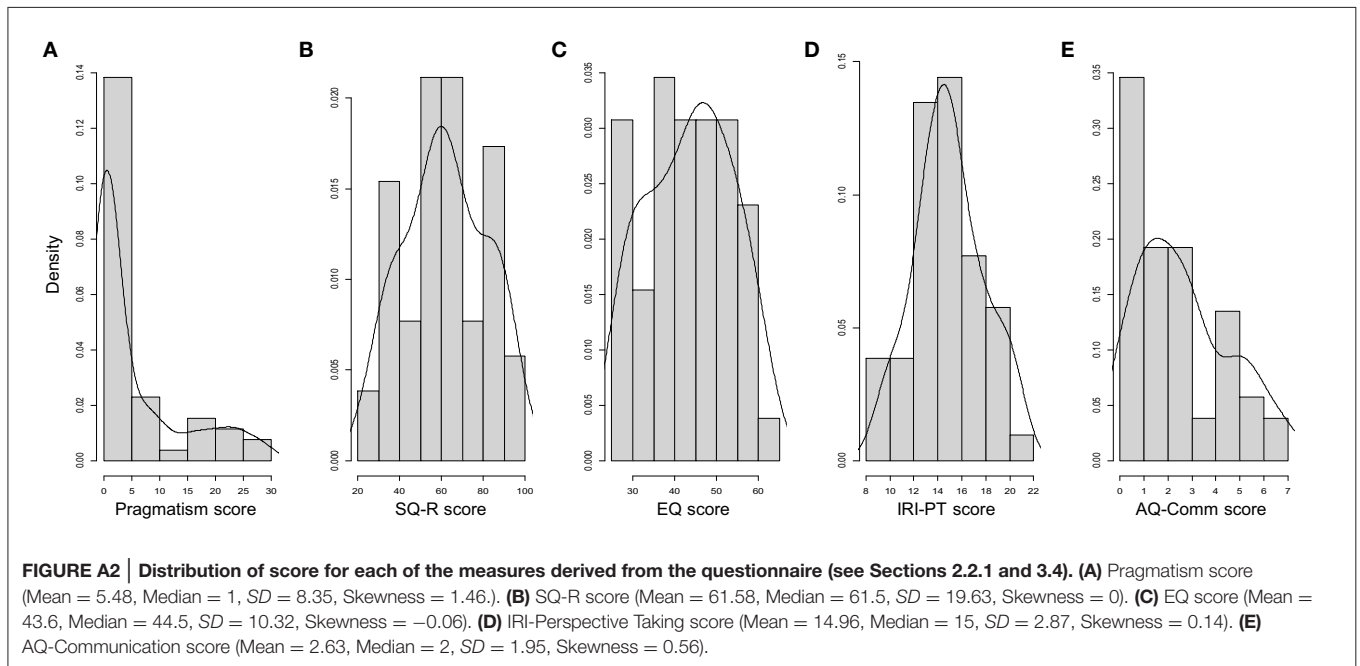 A
B
C
D
E
Density
0.00 0.02 0.04 0.06 0.08 0.10 0.12 0.14
0 5 10 15 20 25 30
Pragmatism score
0.000 0.005 0.010 0.015 0.020
20 40 60 80 100
SQ-R score
0.000 0.005 0.010 0.015 0.020 0.025 0.030 0.035
30 40 50 60
EQ score
0.00 0.05 0.10 0.15
8 10 12 14 16 18 20 22
IRI-PT score
0.00 0.05 0.10 0.15 0.20 0.25 0.30 0.35
0 1 2 3 4 5 6 7
AQ-Comm score
FIGURE A2 | Distribution of score for each of the measures derived from the questionnaire (see Sections 2.2.1 and 3.4). (A) Pragmatism score
(Mean = 5.48, Median = 1, SD = 8.35, Skewness = 1.46.). (B) SQ-R score (Mean = 61.58, Median = 61.5, SD = 19.63, Skewness = 0). (C) EQ score (Mean =
43.6, Median = 44.5, SD = 10.32, Skewness = −0.06). (D) IRI-Perspective Taking score (Mean = 14.96, Median = 15, SD = 2.87, Skewness = 0.14). (E)
AQ-Communication score (Mean = 2.63, Median = 2, SD = 1.95, Skewness = 0.56).